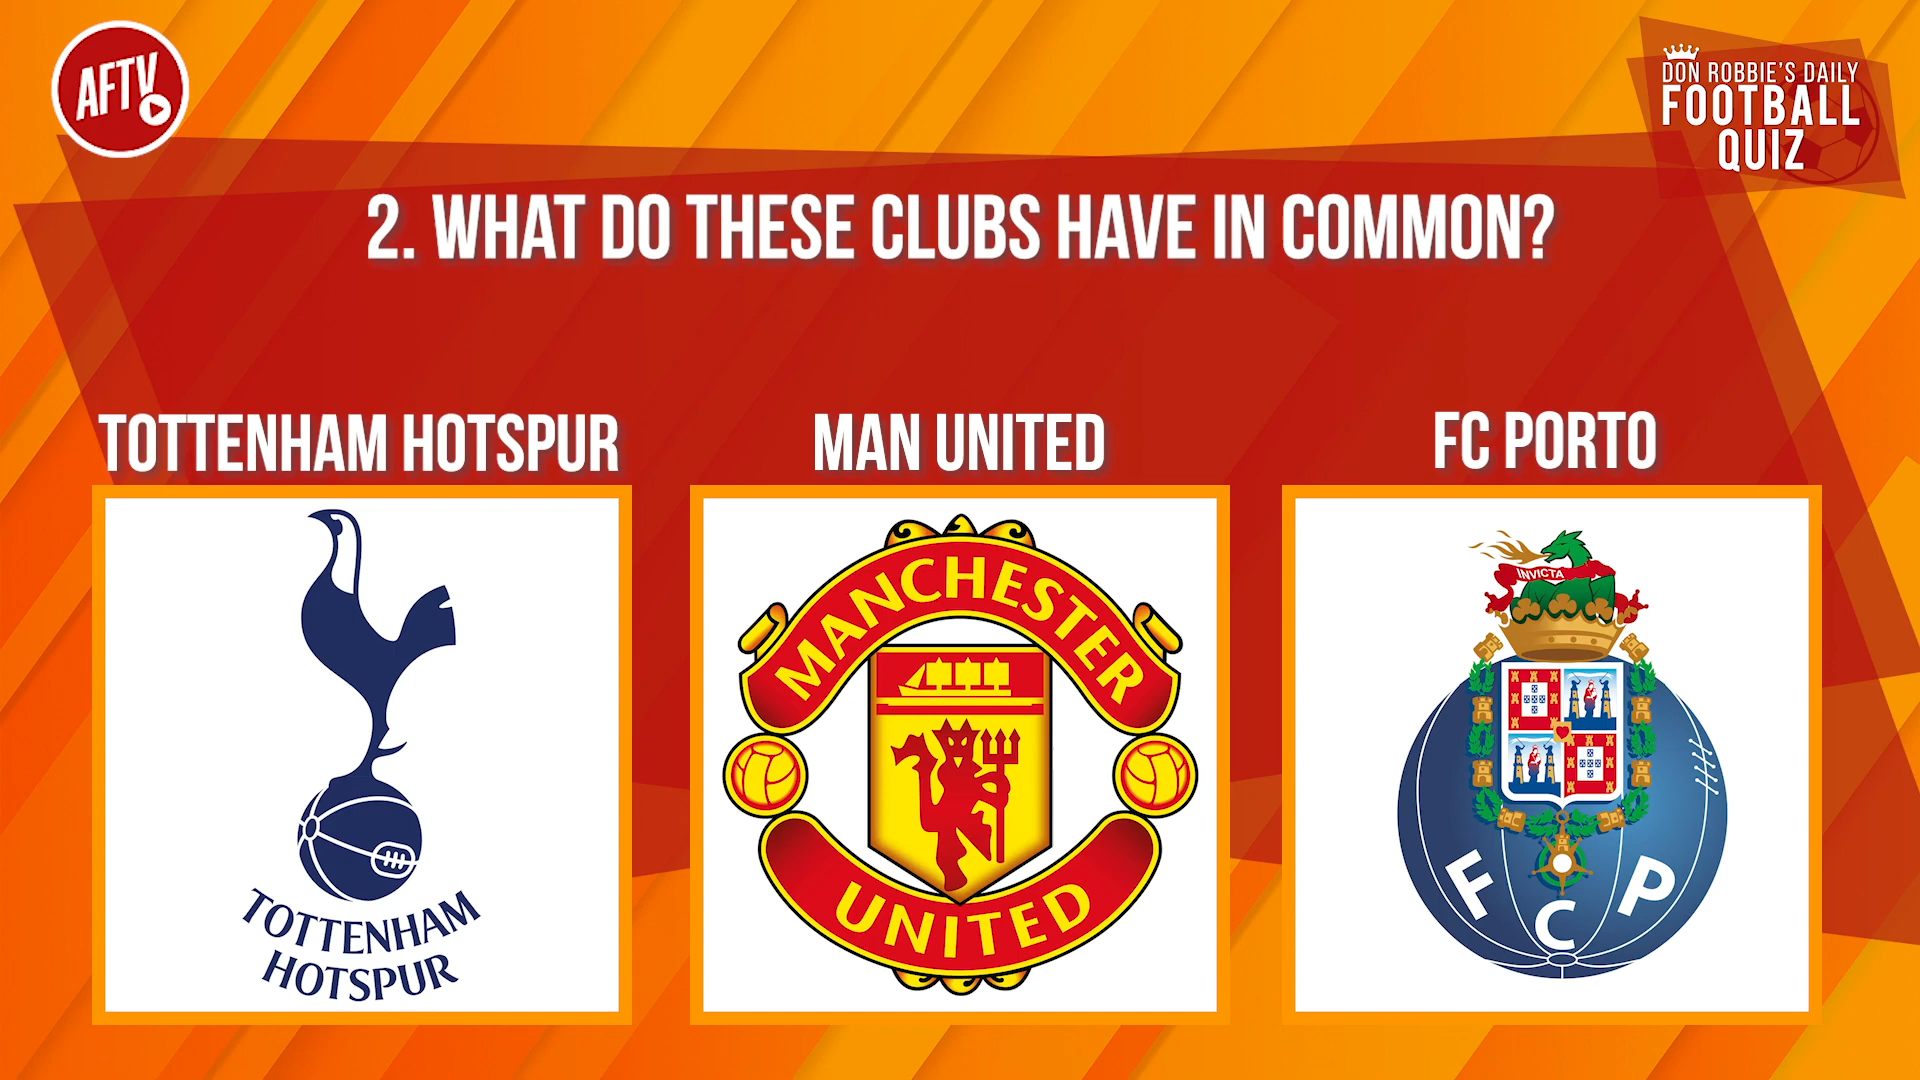 AFTV
DON ROBBIE'S DAILY
FOOTBALL
QUIZ
2. WHAT DO THESE CLUBS HAVE IN COMMON?
TOTTENHAM HOTSPUR
MAN UNITED
FC PORTO
TOTTENHAM
HOTSPUR
MANCHESTER
UNITED
INVICTA
F C P